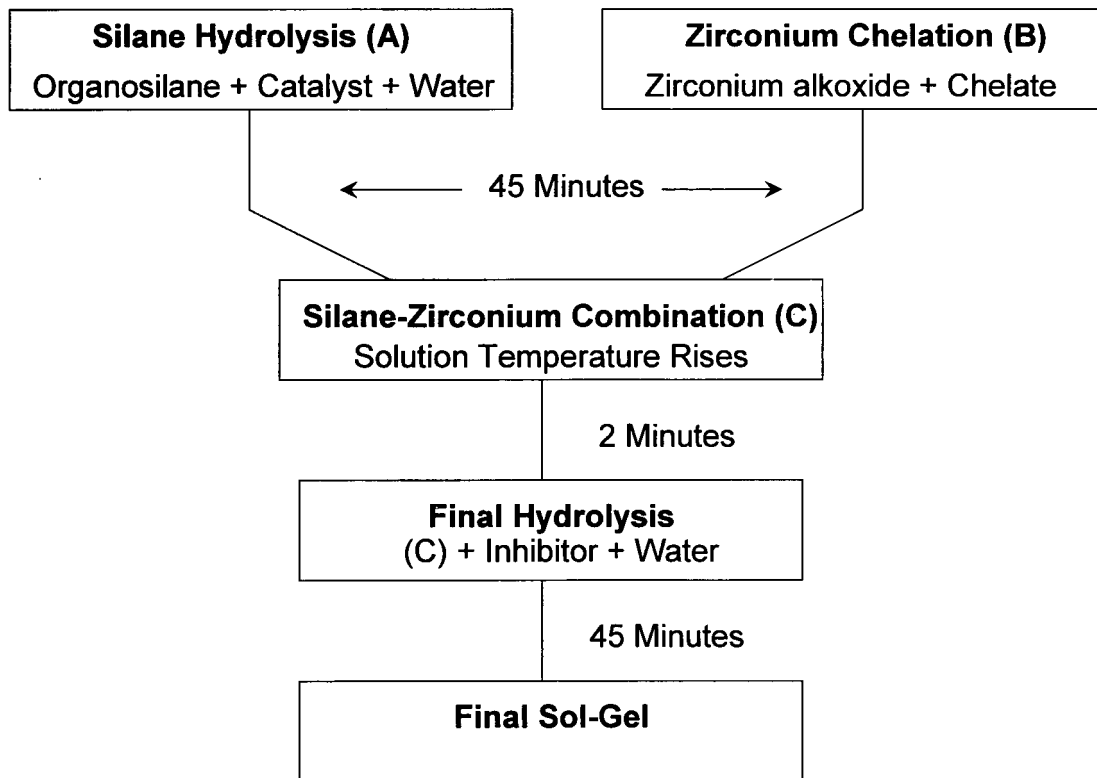 Silane Hydrolysis (A)
Organosilane + Catalyst + Water
Zirconium Chelation (B)
Zirconium alkoxide + Chelate
45 Minutes
Silane-Zirconium Combination (C)
Solution Temperature Rises
2 Minutes
Final Hydrolysis
(C) + Inhibitor + Water
45 Minutes
Final Sol-Gel